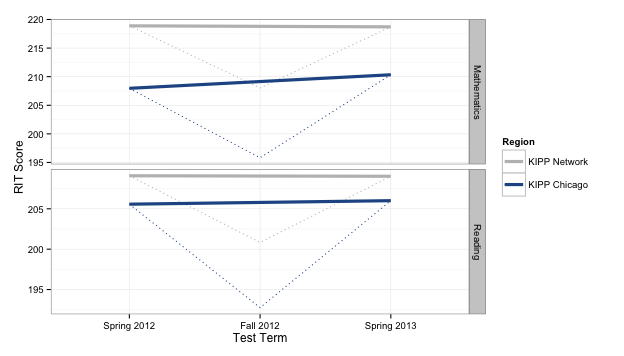 220
215
210
205
200
195
Mathematics
205
200
195
Reading
RIT Score
Spring 2012
Fall 2012
Spring 2013
Test Term
Region
KIPP Network
KIPP Chicago